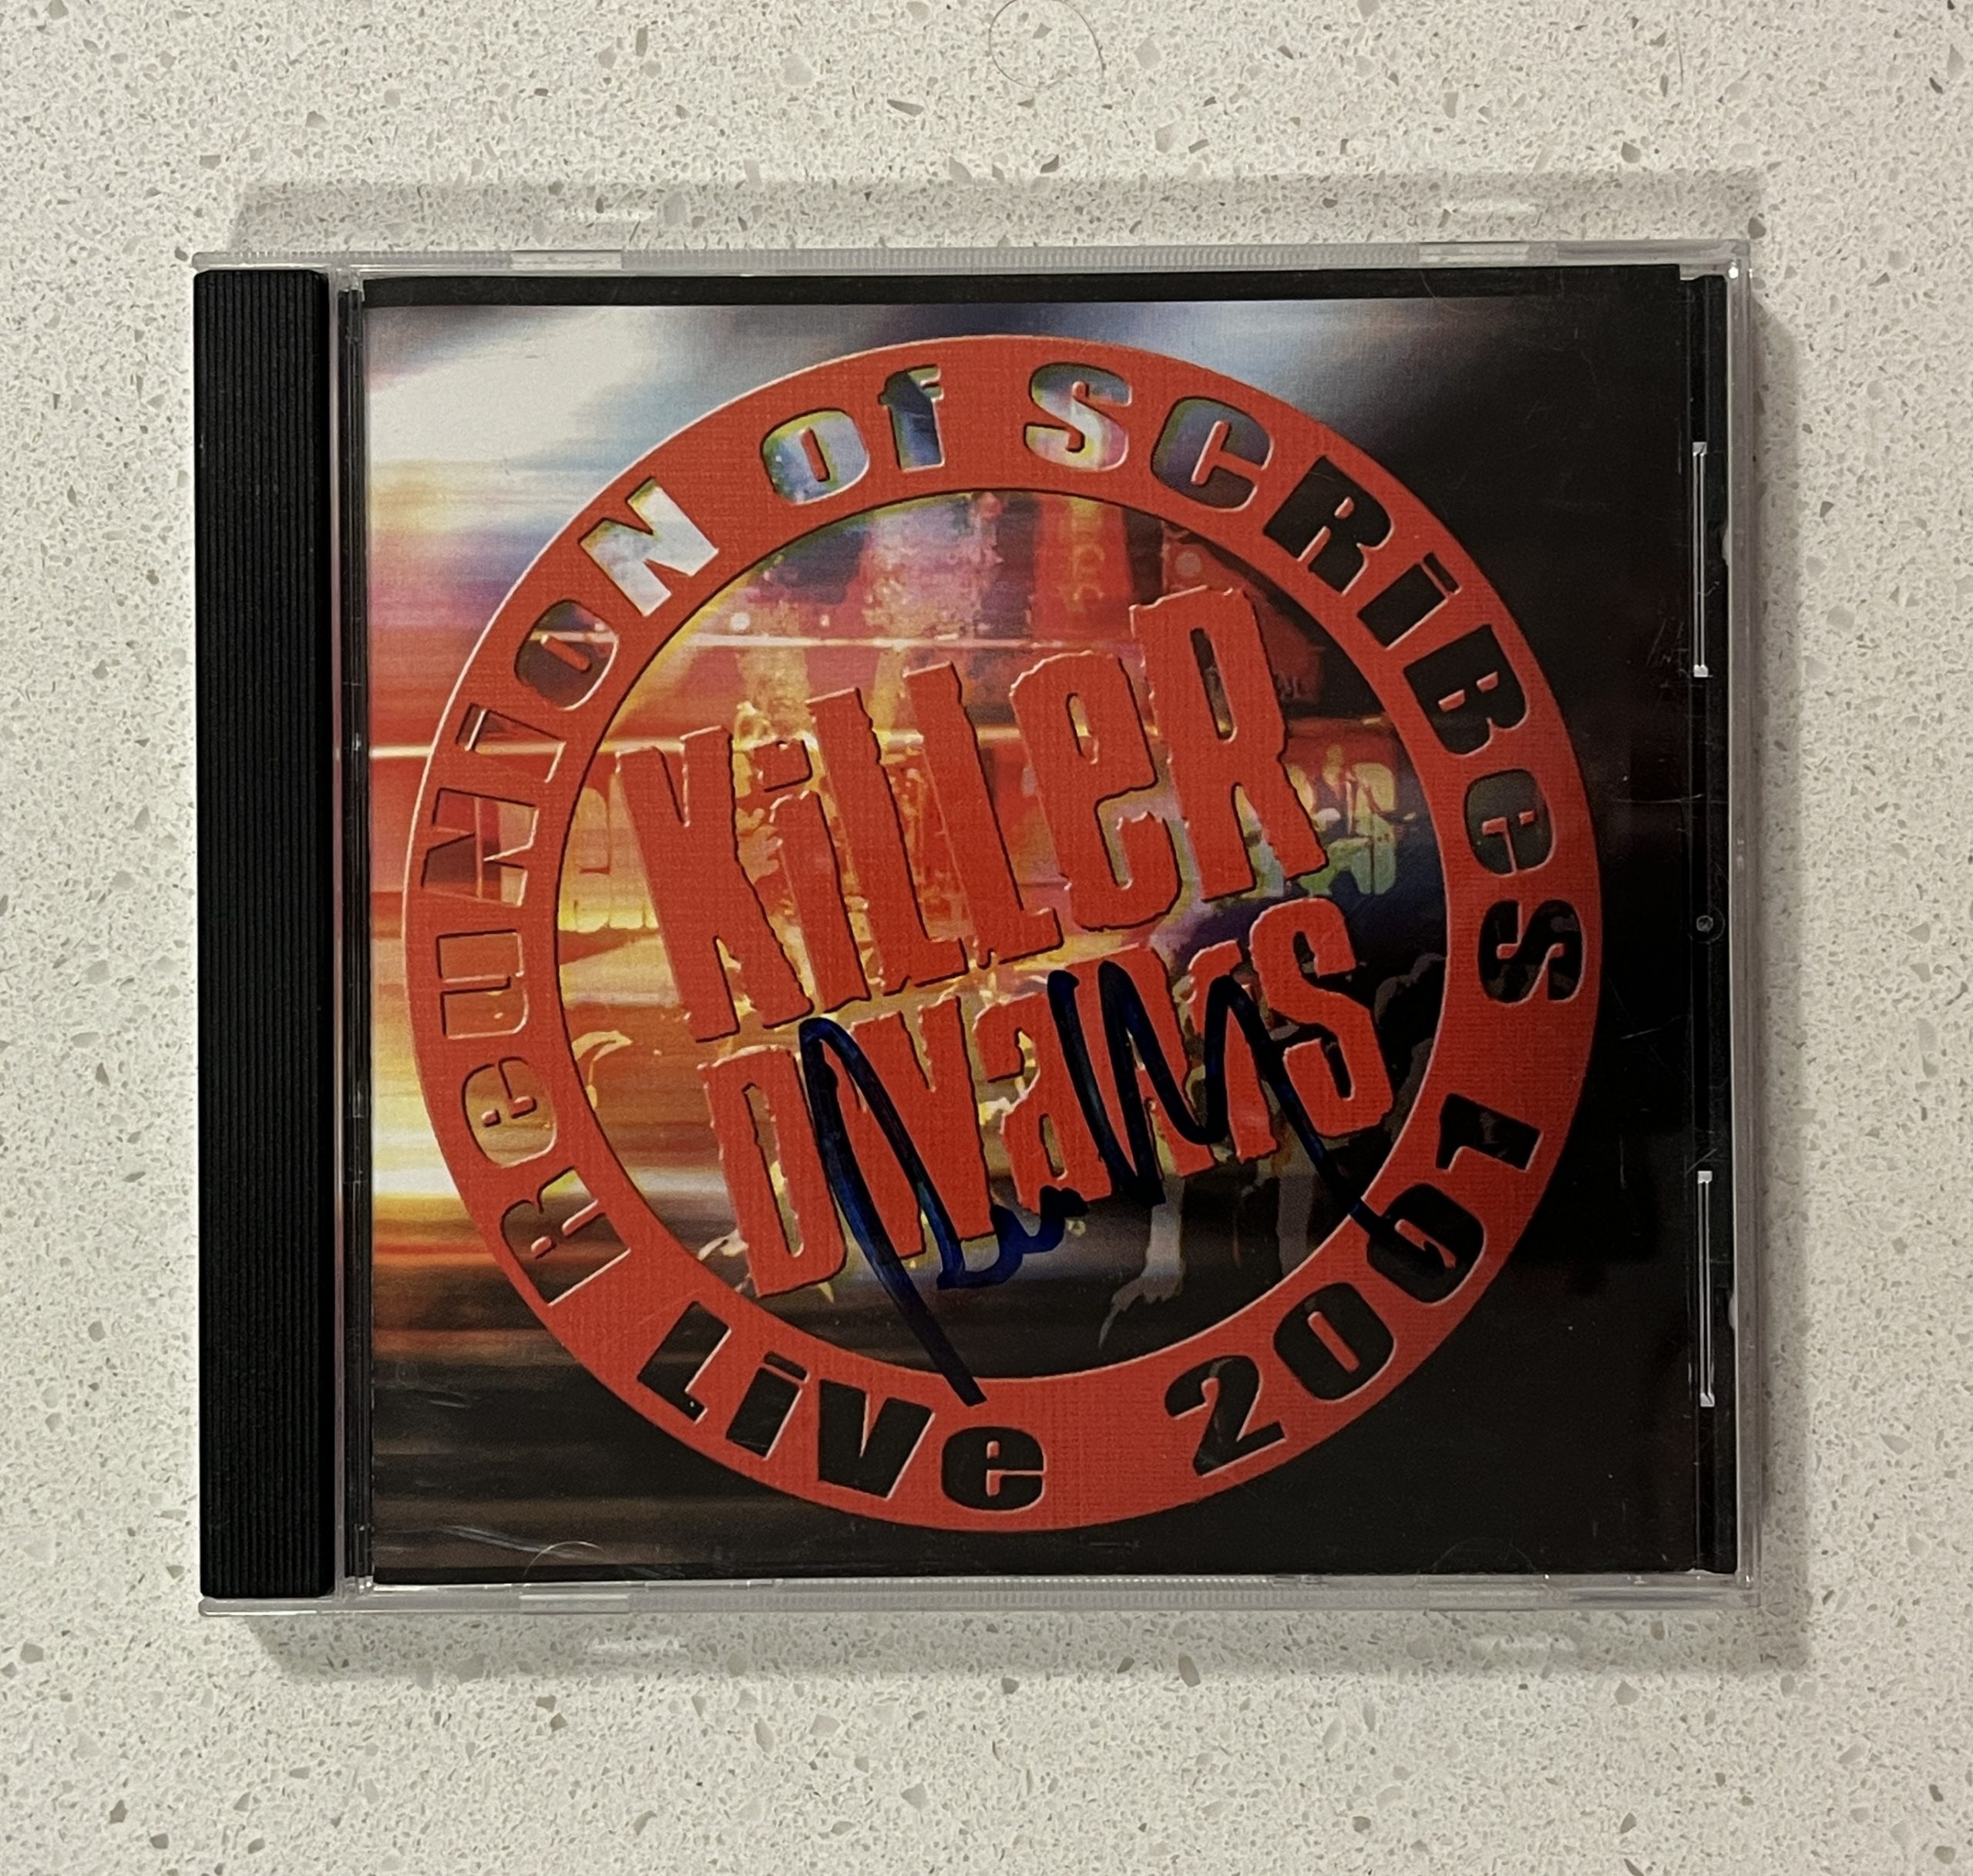 ReuNiON of SCRiBeS
KiLLeR
DWaRfS
Live 2001